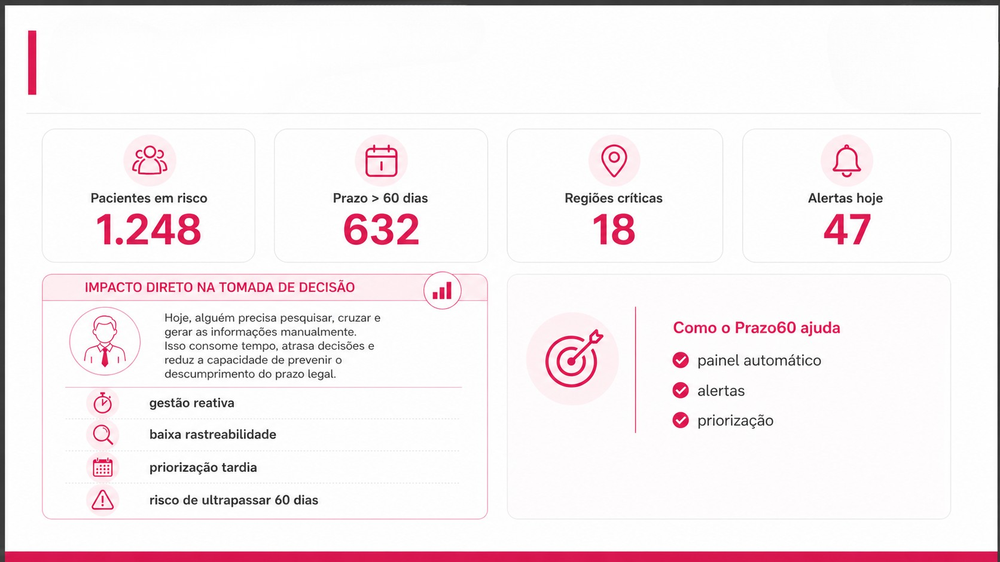 Pacientes em risco
1.248
Prazo > 60 dias
632
Regiões críticas
18
Alertas hoje
47
IMPACTO DIRETO NA TOMADA DE DECISÃO
Hoje, alguém precisa pesquisar, cruzar e
gerar as informações manualmente.
Isso consome tempo, atrasa decisões e
reduz a capacidade de prevenir o
descumprimento do prazo legal.
gestão reativa
baixa rastreabilidade
priorização tardia
risco de ultrapassar 60 dias
Como o Prazo60 ajuda
painel automático
alertas
priorização